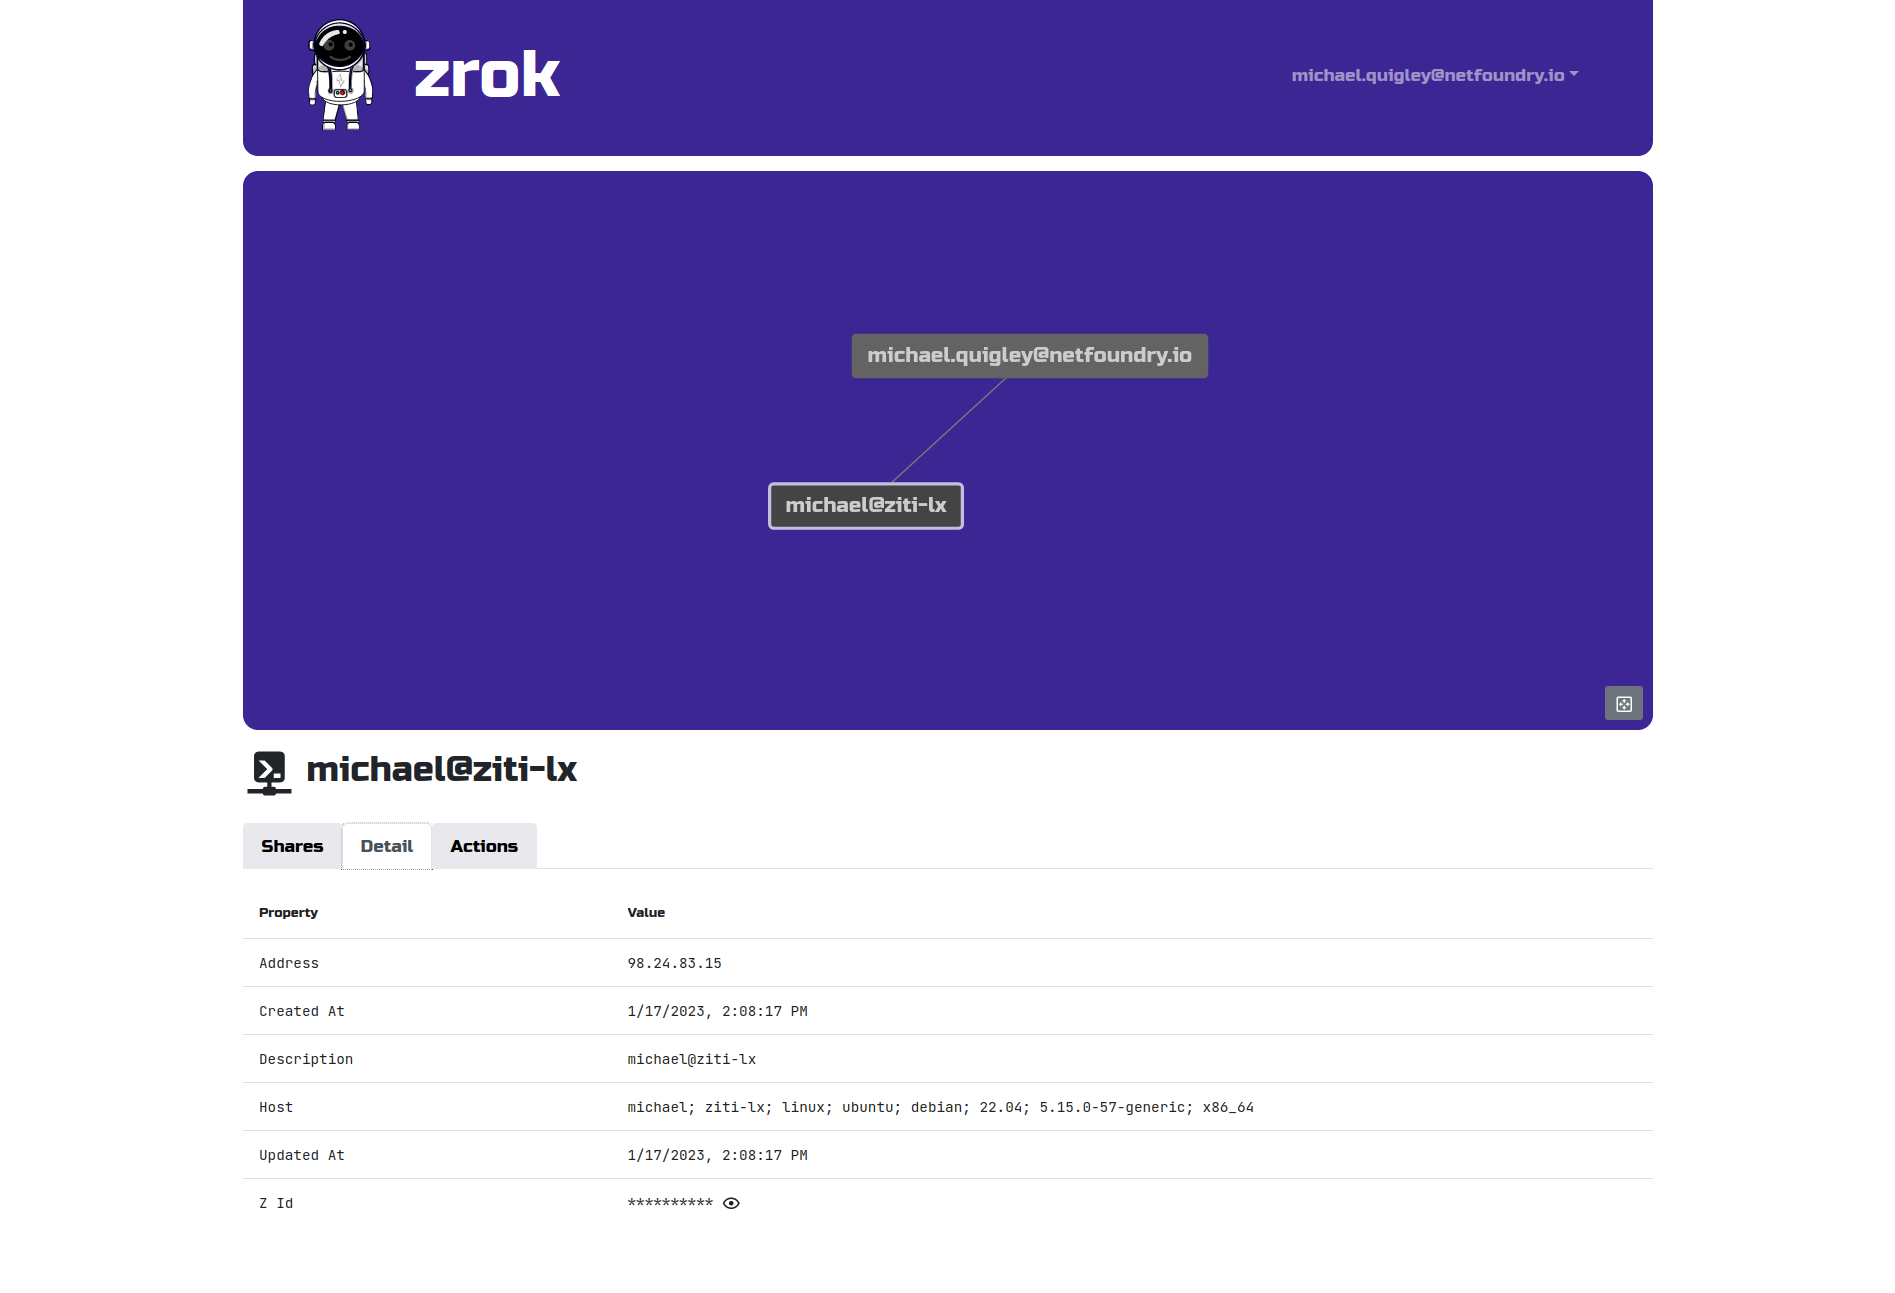 zrok
michael.quigley@netfoundry.io
michael.quigley@netfoundry.io
michael@ziti-lx
michael@ziti-lx
Shares Detail Actions
Property Value
Address 98.24.83.15
Created At 1/17/2023, 2:08:17 PM
Description michael@ziti-lx
Host michael; ziti-lx; linux; ubuntu; debian; 22.04; 5.15.0-57-generic; x86_64
Updated At 1/17/2023, 2:08:17 PM
Z Id **********